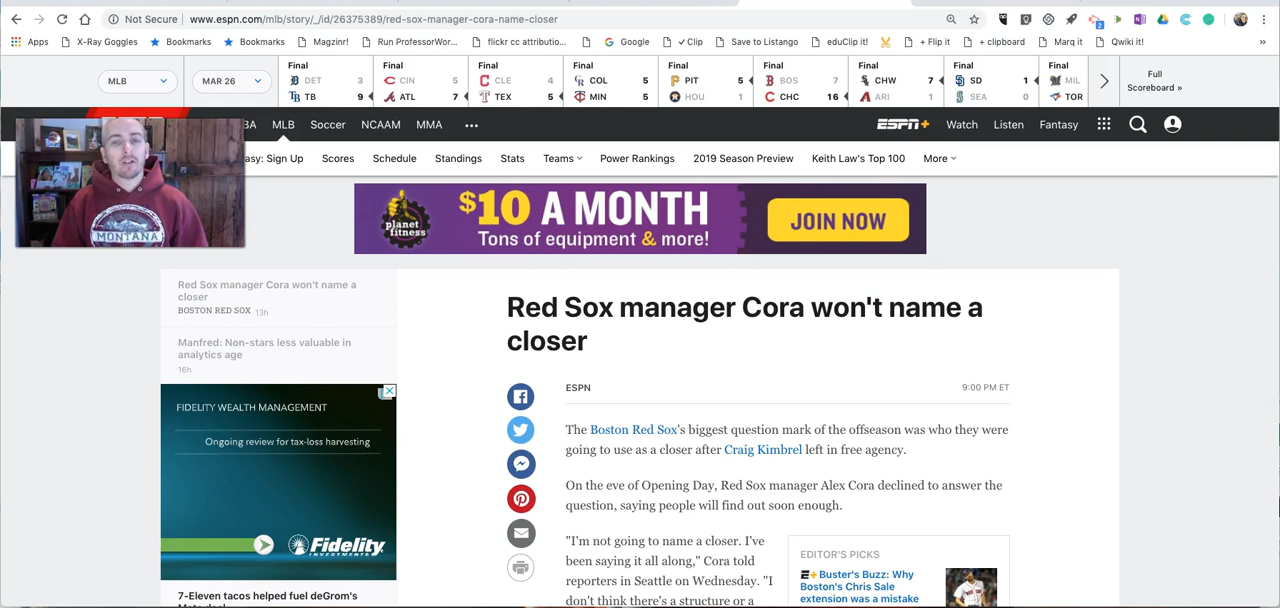 Not Secure | www.espn.com/mlb/story/_/id/26375389/red-sox-manager-cora-name-closer
Apps X-Ray Goggles Bookmarks Bookmarks Magzinr! Run ProfessionWor... flickr cc attributio... Google ✓ Clip Save to Listango eduClip it! + Flip it + clipboard Marq it Qwiki it! »
MLB MAR 26
Final Final Final Final Final Final Final Final Final
DET 3 CIN 5 CLE 4 COL 5 PIT 5 BOS 7 CHW 7 SD 1 MIL
TB 9 ATL 7 TEX 5 MIN 5 HOU 1 CHC 16 ARI 1 SEA 0 TOR
Full
Scoreboard »
BA MLB Soccer NCAAM MMA ... ESPN+ Watch Listen Fantasy
asy: Sign Up Scores Schedule Standings Stats Teams Power Rankings 2019 Season Preview Keith Law's Top 100 More
MONTANA
planet fitness
$10 A MONTH
Tons of equipment & more!
JOIN NOW
Red Sox manager Cora won't name a
closer
BOSTON RED SOX 13h
Manfred: Non-stars less valuable in
analytics age
16h
FIDELITY WEALTH MANAGEMENT
Ongoing review for tax-loss harvesting
Fidelity
INVESTMENTS
7-Eleven tacos helped fuel deGrom's
Red Sox manager Cora won't name a
closer
ESPN 9:00 PM ET
The Boston Red Sox's biggest question mark of the offseason was who they were
going to use as a closer after Craig Kimbrel left in free agency.
On the eve of Opening Day, Red Sox manager Alex Cora declined to answer the
question, saying people will find out soon enough.
"I'm not going to name a closer. I've
been saying it all along," Cora told
reporters in Seattle on Wednesday. "I
don't think there's a structure or a
EDITOR'S PICKS
E+ Buster's Buzz: Why
Boston's Chris Sale
extension was a mistake